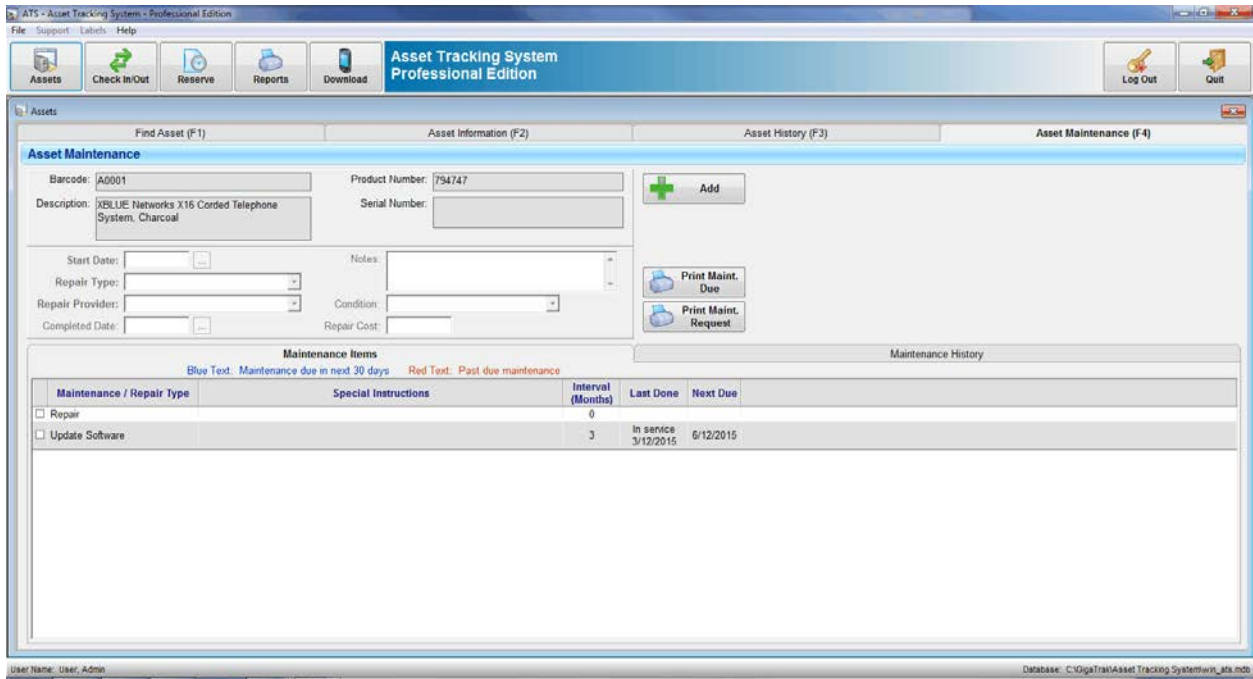 ATS - Asset Tracking System - Professional Edition
File Support Labels Help
Assets Check In/Out Reserve Reports Download
Asset Tracking System
Professional Edition
Log Out Quit
Assets
Find Asset (F1) Asset Information (F2) Asset History (F3) Asset Maintenance (F4)
Asset Maintenance
Barcode: A0001 Product Number: 794747 Add
Description: XBLUE Networks X16 Corded Telephone Serial Number:
System, Charcoal
Start Date: ... Notes:
Repair Type: Print Maint.
Due
Repair Provider: Condition: Print Maint.
Request
Completed Date: ... Repair Cost:
Maintenance Items Maintenance History
Blue Text: Maintenance due in next 30 days Red Text: Past due maintenance
Maintenance / Repair Type Special Instructions Interval
(Months) Last Done Next Due
Repair 0
Update Software 3 In service
3/12/2015 6/12/2015
User Name: User, Admin Database: C:\GigaTrak\Asset Tracking System\win_ats.mdb